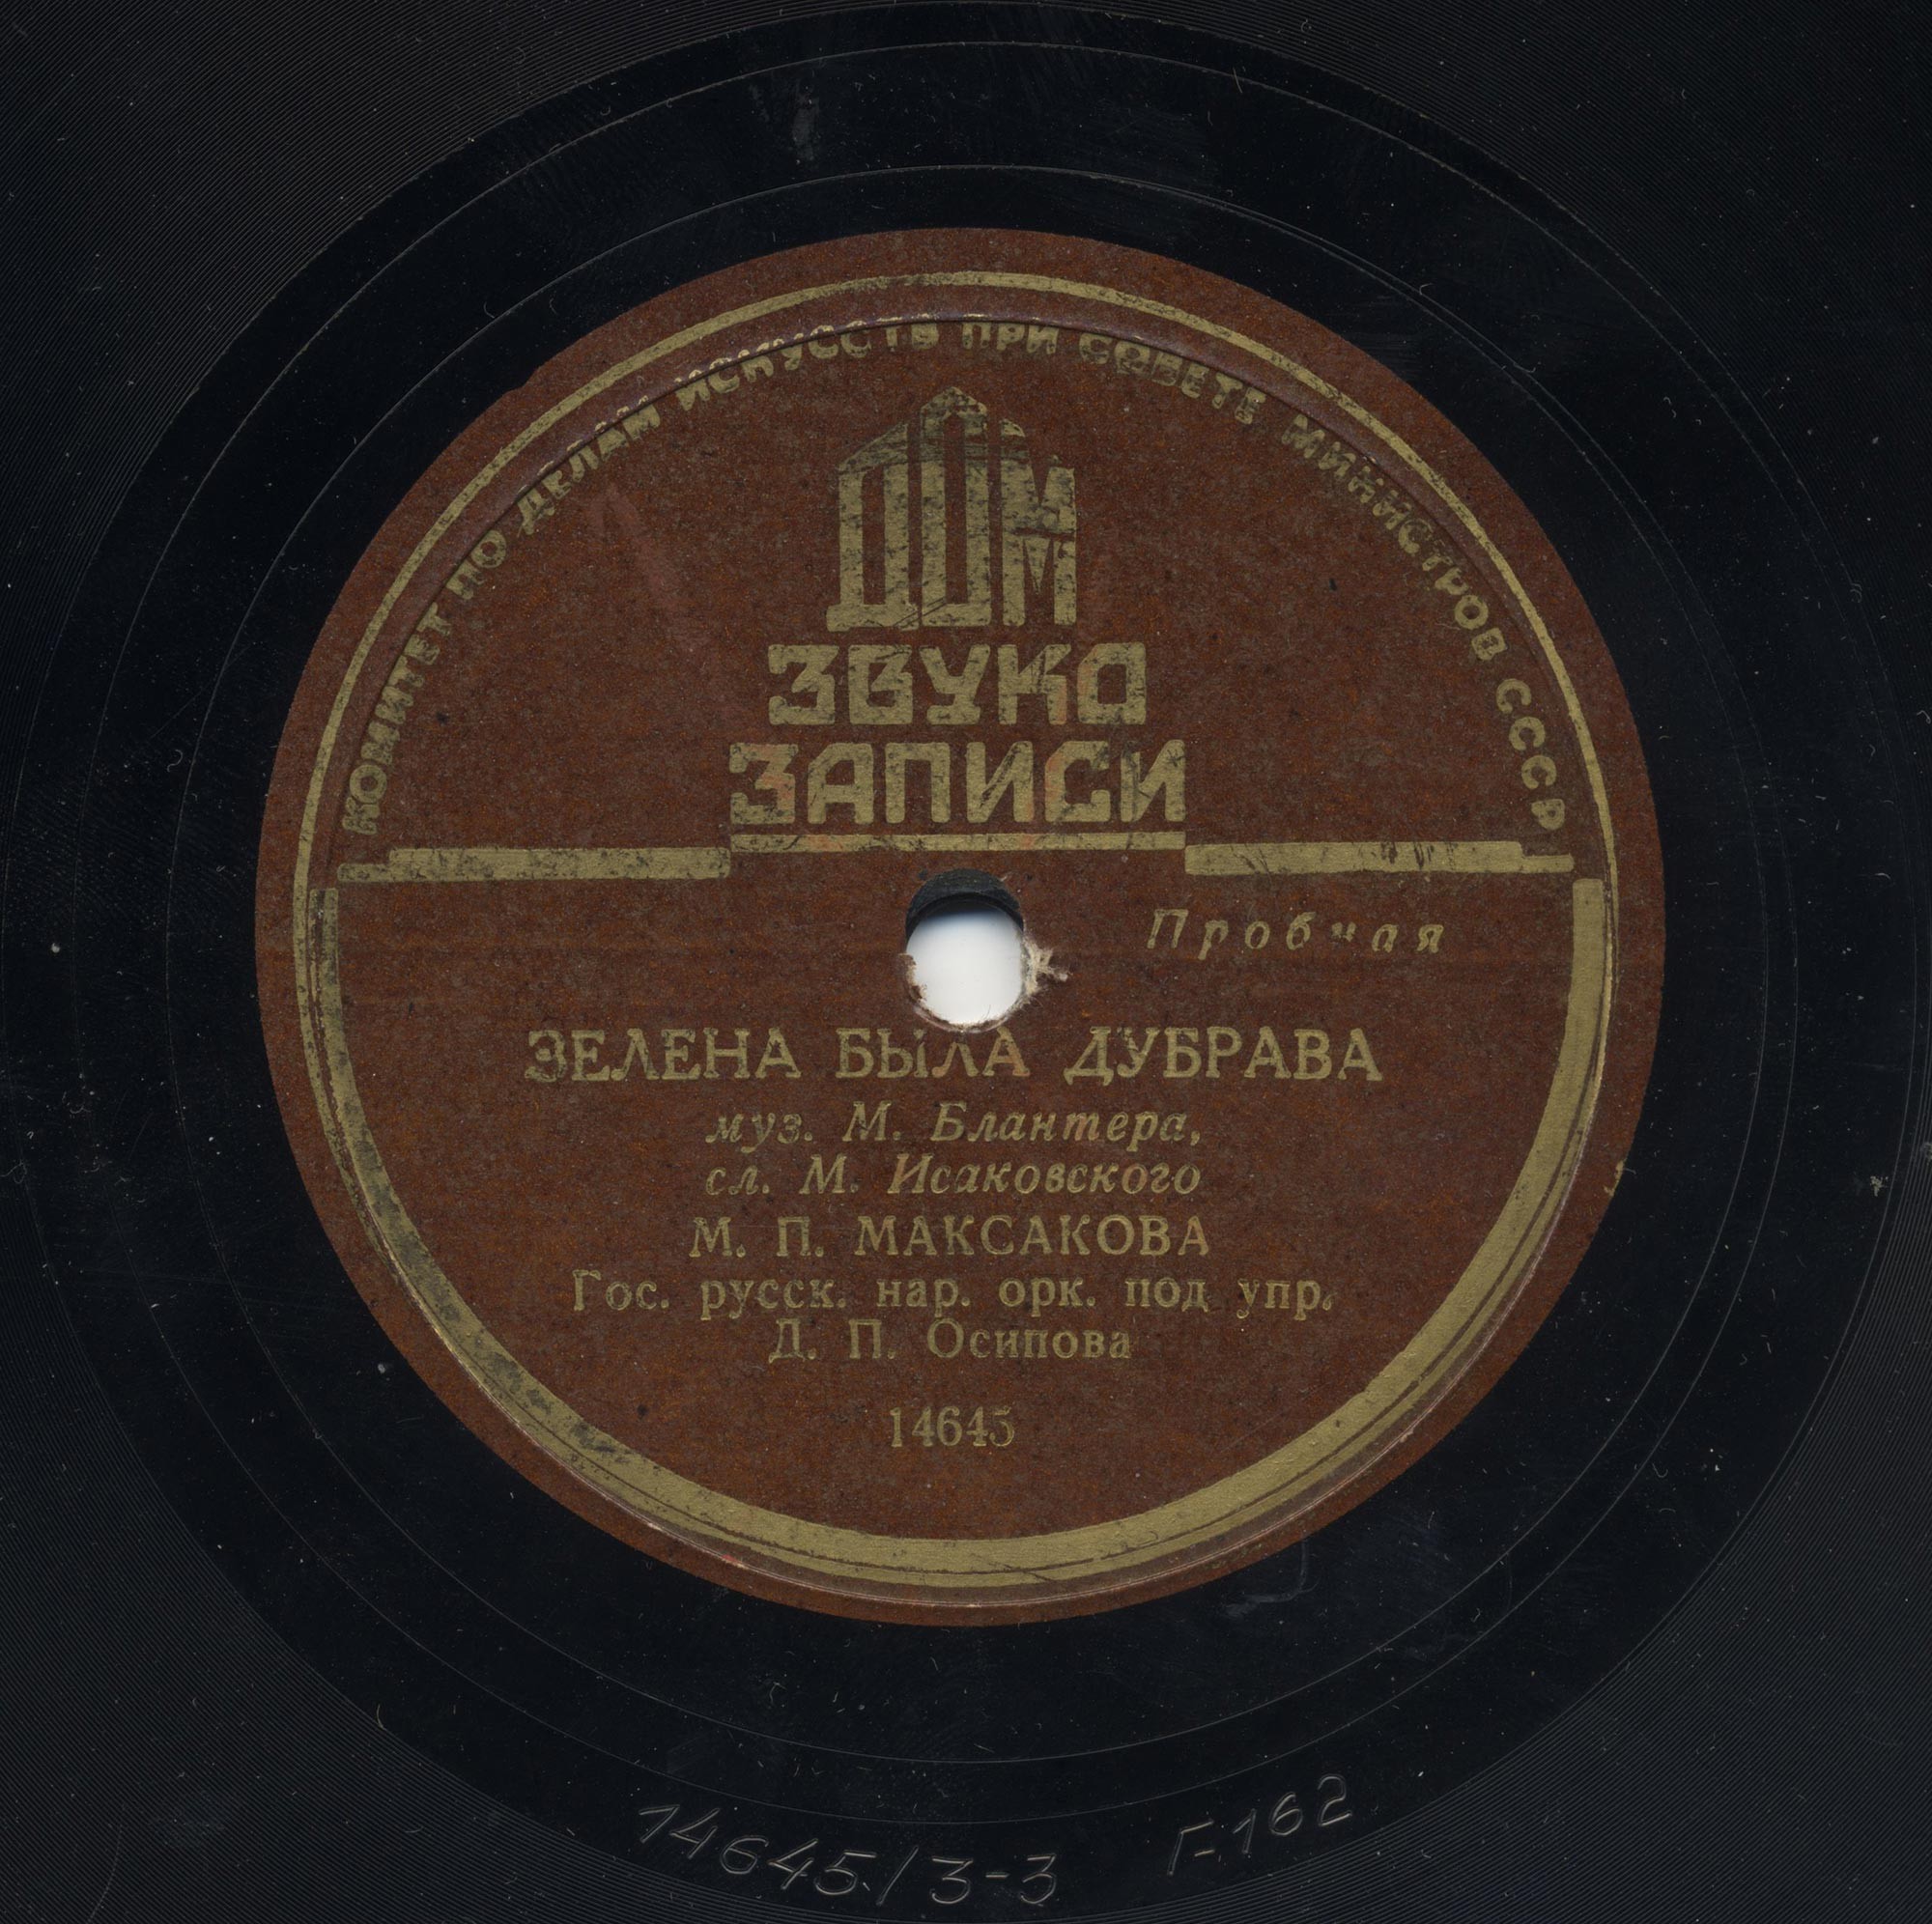 КОМИТЕТ ПО ДЕЛАМ ИСКУССТВ ПРИ СОВЕТЕ МИНИСТРОВ СССР
ДОМ
ЗВУКО
ЗАПИСИ
Пробная
ЗЕЛЕНА БЫЛА ДУБРАВА
муз. М. Блантера,
сл. М. Исаковского
М. П. МАКСАКОВА
Гос. русск. нар. орк. под упр.
Д. П. Осипова
14645
14645/3-3 Г-162